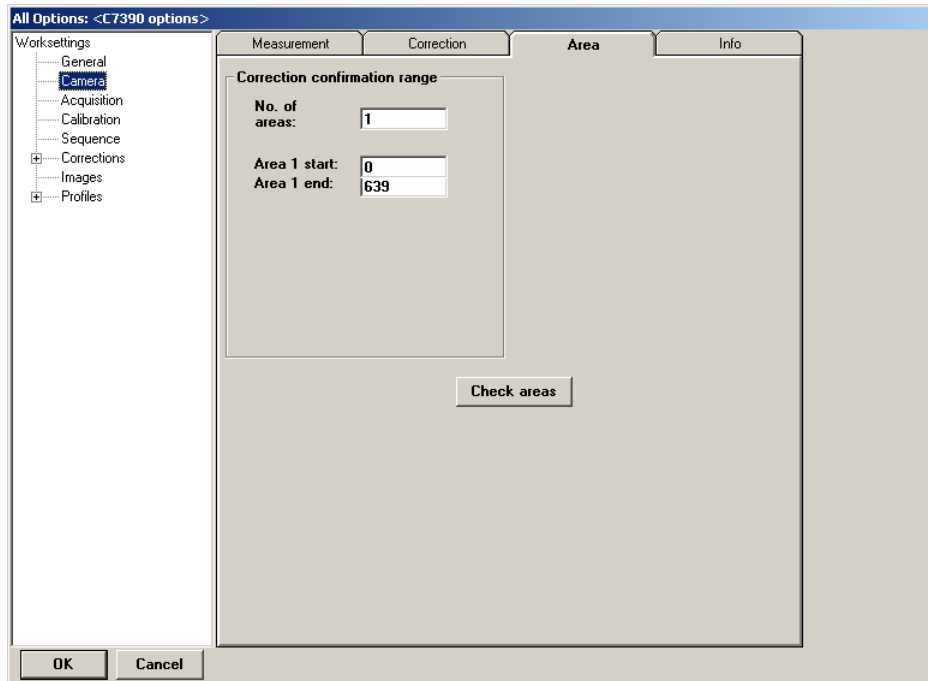 All Options: <C7390 options>
Worksettings
General
Camera
Acquisition
Calibration
Sequence
Corrections
Images
Profiles
Measurement
Correction
Area
Info
Correction confirmation range
No. of
areas:
1
Area 1 start:
0
Area 1 end:
639
Check areas
OK
Cancel